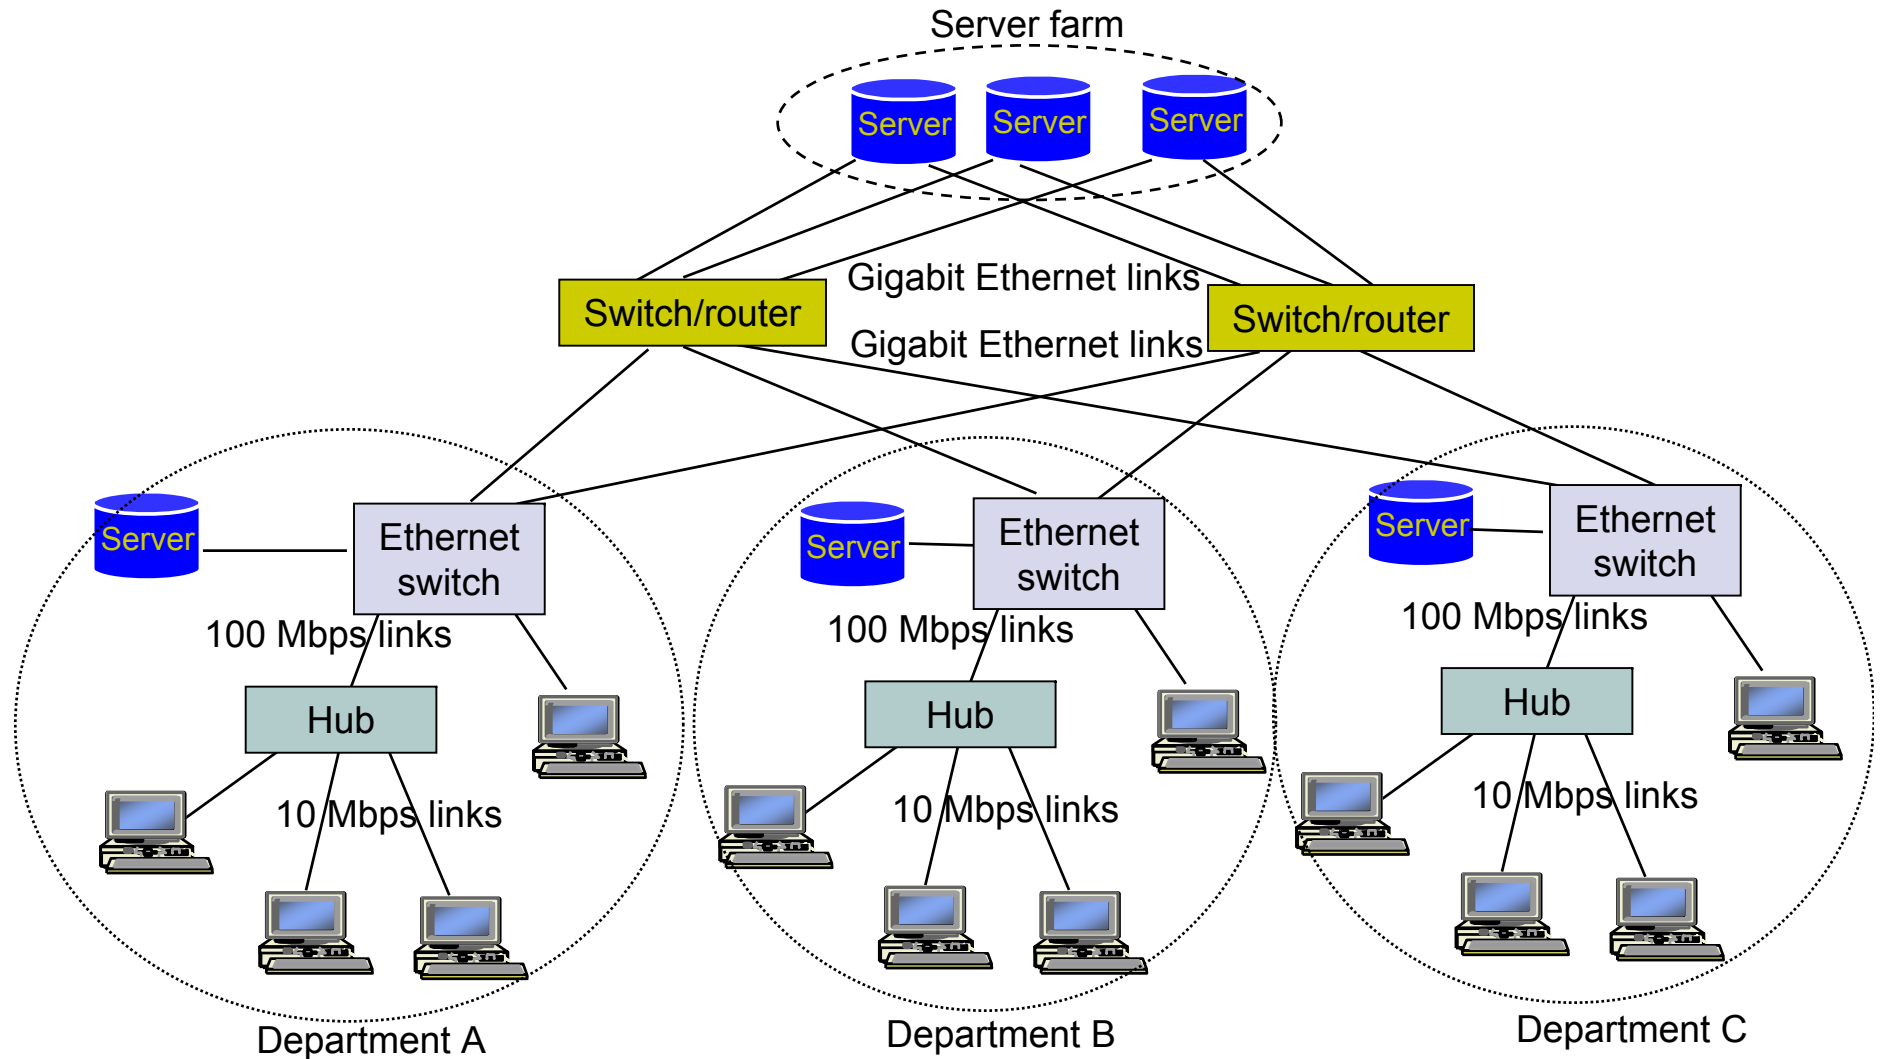 Server farm
Server
Server
Server
Gigabit Ethernet links
Switch/router
Switch/router
Gigabit Ethernet links
Server
Ethernet
switch
Server
Ethernet
switch
Server
Ethernet
switch
100 Mbps links
100 Mbps links
100 Mbps links
Hub
Hub
Hub
10 Mbps links
10 Mbps links
10 Mbps links
Department A
Department B
Department C